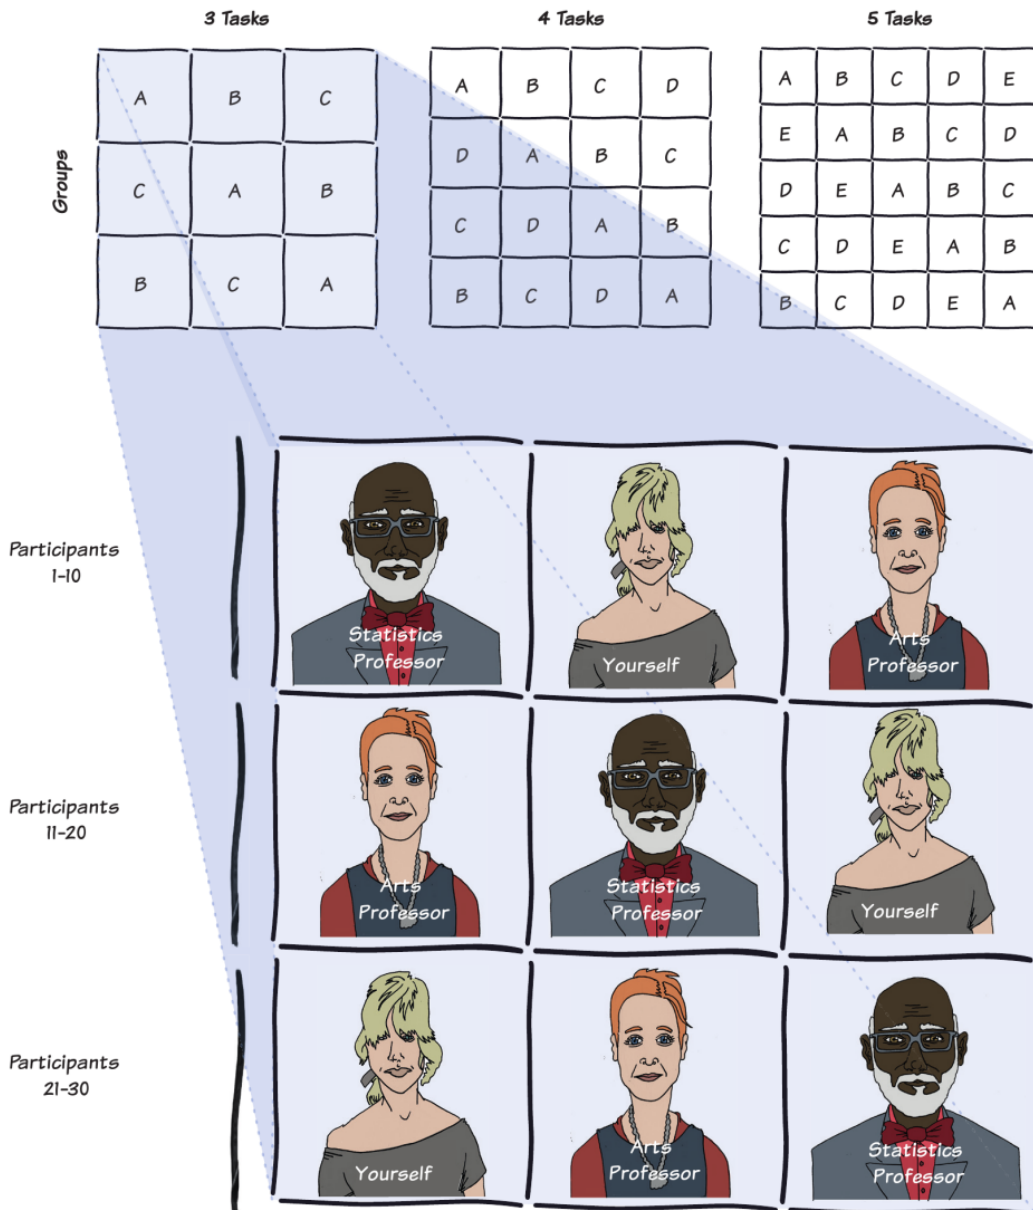 3 Tasks
4 Tasks
5 Tasks
Groups
A B C
C A B
B C A
A B C D
D A B C
C D A B
B C D A
A B C D E
E A B C D
D E A B C
C D E A B
B C D E A
Participants
1-10
Statistics
Professor
Yourself
Arts
Professor
Participants
11-20
Arts
Professor
Statistics
Professor
Yourself
Participants
21-30
Yourself
Arts
Professor
Statistics
Professor